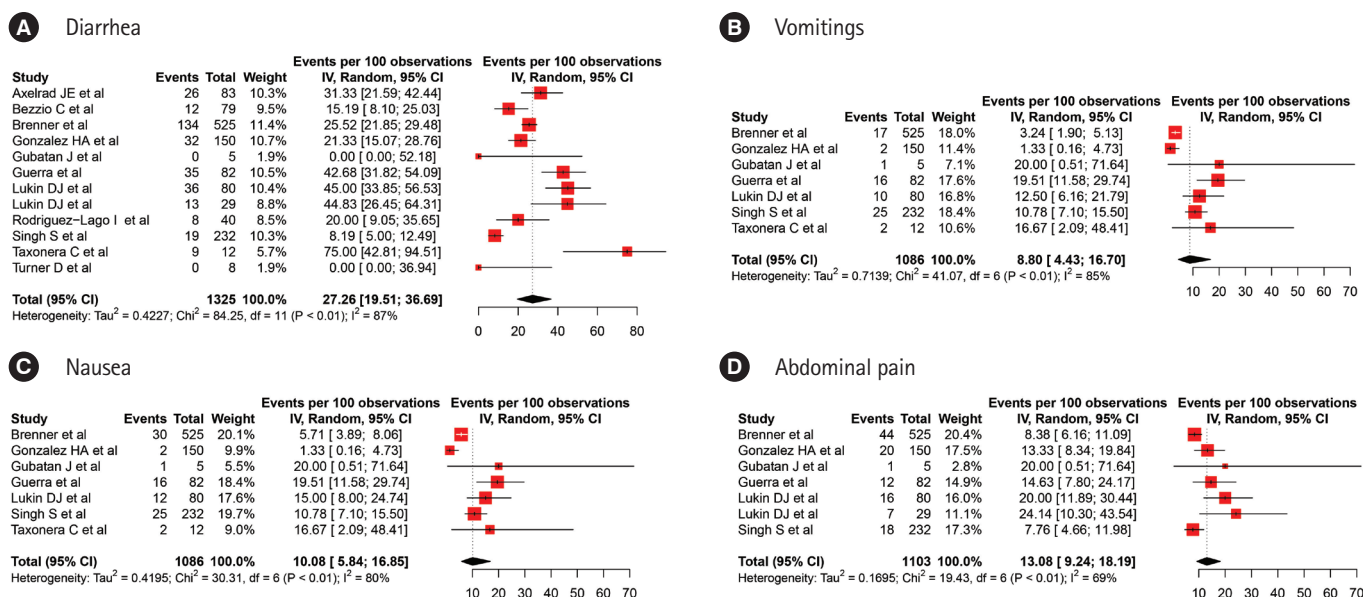 A Diarrhea
Events per 100 observations Events per 100 observations
Study Events Total Weight IV, Random, 95% CI IV, Random, 95% CI
Axelrad JE et al 26 83 10.3% 31.33 [21.59; 42.44]
Bezzio C et al 12 79 9.5% 15.19 [ 8.10; 25.03]
Brenner et al 134 525 11.4% 25.52 [21.85; 29.48]
Gonzalez HA et al 32 150 10.7% 21.33 [15.07; 28.76]
Gubatan J et al 0 5 1.9% 0.00 [ 0.00; 52.18]
Guerra et al 35 82 10.5% 42.68 [31.82; 54.09]
Lukin DJ et al 36 80 10.4% 45.00 [33.85; 56.53]
Lukin DJ et al 13 29 8.8% 44.83 [26.45; 64.31]
Rodriguez-Lago I et al 8 40 8.5% 20.00 [ 9.05; 35.65]
Singh S et al 19 232 10.3% 8.19 [ 5.00; 12.49]
Taxonera C et al 9 12 5.7% 75.00 [42.81; 94.51]
Turner D et al 0 8 1.9% 0.00 [ 0.00; 36.94]
Total (95% CI) 1325 100.0% 27.26 [19.51; 36.69]
Heterogeneity: Tau² = 0.4227; Chi² = 84.25, df = 11 (P < 0.01); I² = 87%
0 20 40 60 80
B Vomitings
Events per 100 observations Events per 100 observations
Study Events Total Weight IV, Random, 95% CI IV, Random, 95% CI
Brenner et al 17 525 18.0% 3.24 [ 1.90; 5.13]
Gonzalez HA et al 2 150 11.4% 1.33 [ 0.16; 4.73]
Gubatan J et al 1 5 7.1% 20.00 [ 0.51; 71.64]
Guerra et al 16 82 17.6% 19.51 [11.58; 29.74]
Lukin DJ et al 10 80 16.8% 12.50 [ 6.16; 21.79]
Singh S et al 25 232 18.4% 10.78 [ 7.10; 15.50]
Taxonera C et al 2 12 10.6% 16.67 [ 2.09; 48.41]
Total (95% CI) 1086 100.0% 8.80 [ 4.43; 16.70]
Heterogeneity: Tau² = 0.7139; Chi² = 41.07, df = 6 (P < 0.01); I² = 85%
10 20 30 40 50 60 70
C Nausea
Events per 100 observations Events per 100 observations
Study Events Total Weight IV, Random, 95% CI IV, Random, 95% CI
Brenner et al 30 525 20.1% 5.71 [ 3.89; 8.06]
Gonzalez HA et al 2 150 9.9% 1.33 [ 0.16; 4.73]
Gubatan J et al 1 5 5.5% 20.00 [ 0.51; 71.64]
Guerra et al 16 82 18.4% 19.51 [11.58; 29.74]
Lukin DJ et al 12 80 17.6% 15.00 [ 8.00; 24.74]
Singh S et al 25 232 19.7% 10.78 [ 7.10; 15.50]
Taxonera C et al 2 12 9.0% 16.67 [ 2.09; 48.41]
Total (95% CI) 1086 100.0% 10.08 [ 5.84; 16.85]
Heterogeneity: Tau² = 0.4195; Chi² = 30.31, df = 6 (P < 0.01); I² = 80%
10 20 30 40 50 60 70
D Abdominal pain
Events per 100 observations Events per 100 observations
Study Events Total Weight IV, Random, 95% CI IV, Random, 95% CI
Brenner et al 44 525 20.4% 8.38 [ 6.16; 11.09]
Gonzalez HA et al 20 150 17.5% 13.33 [ 8.34; 19.84]
Gubatan J et al 1 5 2.8% 20.00 [ 0.51; 71.64]
Guerra et al 12 82 15.0% 14.63 [ 7.80; 24.17]
Lukin DJ et al 16 80 16.0% 20.00 [11.89; 30.44]
Lukin DJ et al 7 29 11.1% 24.14 [10.30; 43.54]
Singh S et al 18 232 17.3% 7.76 [ 4.66; 11.98]
Total (95% CI) 1103 100.0% 13.08 [ 9.24; 18.19]
Heterogeneity: Tau² = 0.1695; Chi² = 19.43, df = 6 (P < 0.01); I² = 69%
10 20 30 40 50 60 70